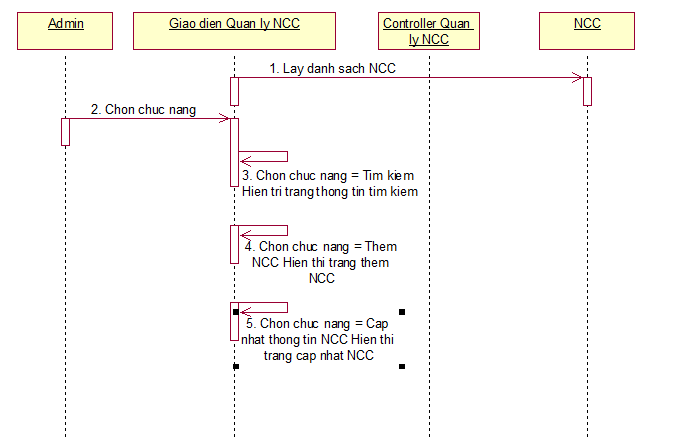 Admin
Giao dien Quan ly NCC
Controller Quan
ly NCC
NCC
1. Lay danh sach NCC
2. Chon chuc nang
3. Chon chuc nang = Tim kiem
Hien tri trang thong tin tim kiem
4. Chon chuc nang = Them
NCC Hien thi trang them
NCC
5. Chon chuc nang = Cap
nhat thong tin NCC Hien thi
trang cap nhat NCC